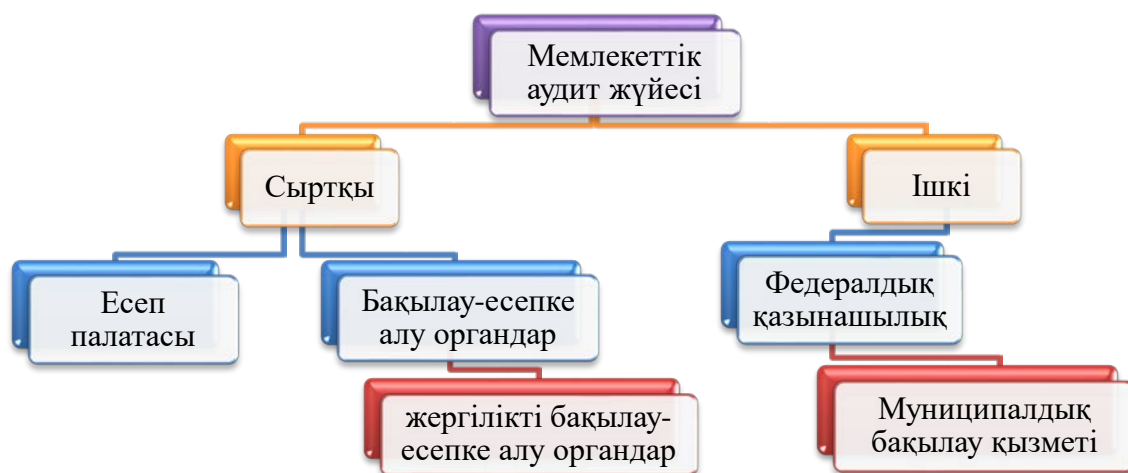 Мемлекеттік
аудит жүйесі
Сыртқы
Ішкі
Есеп
палатасы
Бақылау-есепке
алу органдар
Федералдық
қазынашылық
жергілікті бақылау-
есепке алу органдар
Муниципалдық
бақылау қызметі